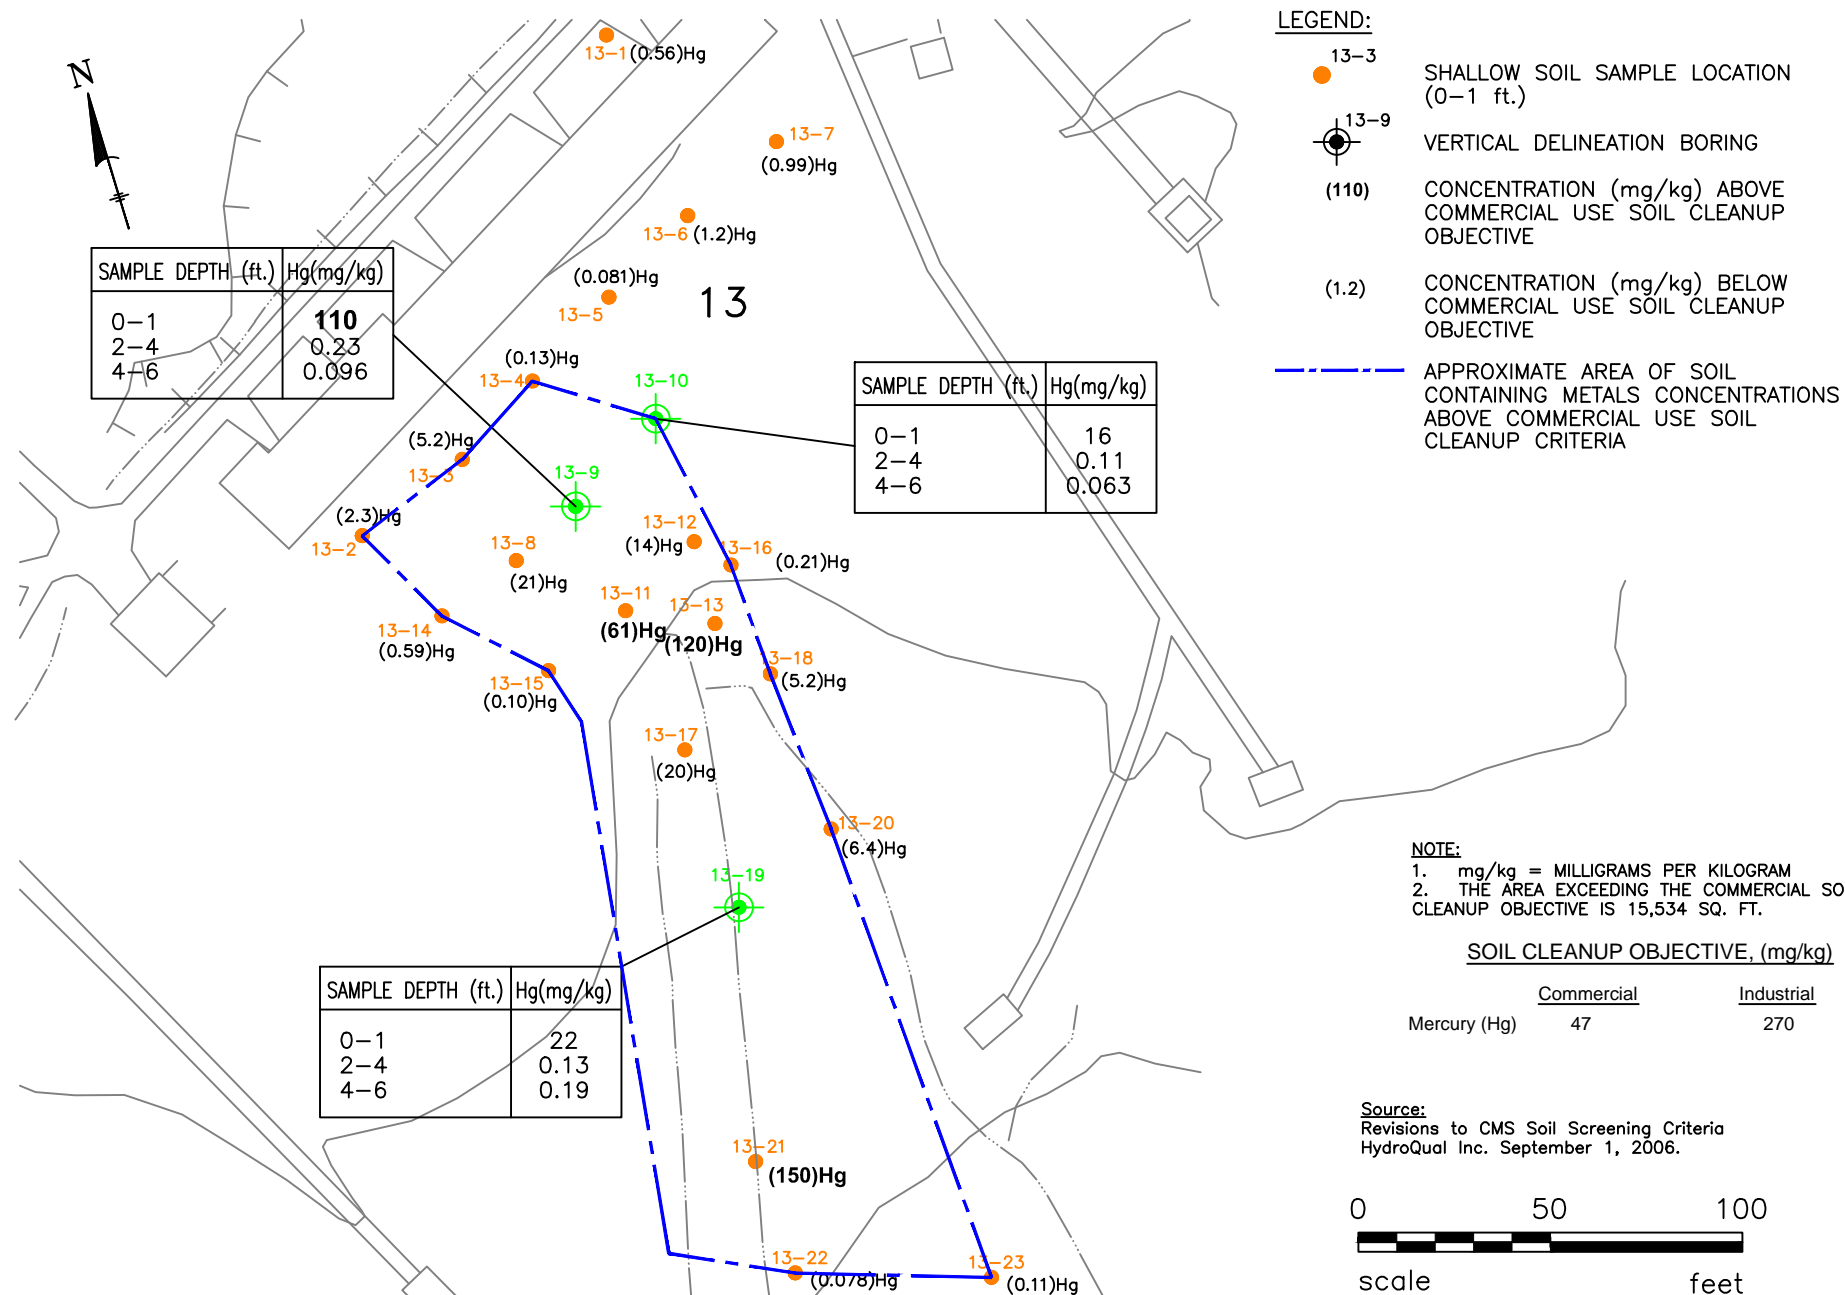 N
13-1 (0.56)Hg
13-7
(0.99)Hg
13-6 (1.2)Hg
(0.081)Hg
13-5
13
SAMPLE DEPTH (ft.) Hg(mg/kg)
0-1 110
2-4 0.23
4-6 0.096
(0.13)Hg
13-4
13-10
SAMPLE DEPTH (ft.) Hg(mg/kg)
0-1 16
2-4 0.11
4-6 0.063
(5.2)Hg
13-3
13-9
(2.3)Hg
13-2
13-8
(21)Hg
13-12
(14)Hg
13-16
(0.21)Hg
13-11
(61)Hg
13-13
(120)Hg
13-14
(0.59)Hg
13-15
(0.10)Hg
13-18
(5.2)Hg
13-17
(20)Hg
13-20
(6.4)Hg
13-19
SAMPLE DEPTH (ft.) Hg(mg/kg)
0-1 22
2-4 0.13
4-6 0.19
13-21
(150)Hg
13-22
(0.078)Hg
13-23
(0.11)Hg
LEGEND:
13-3
SHALLOW SOIL SAMPLE LOCATION
(0-1 ft.)
13-9
VERTICAL DELINEATION BORING
(110) CONCENTRATION (mg/kg) ABOVE
COMMERCIAL USE SOIL CLEANUP
OBJECTIVE
(1.2) CONCENTRATION (mg/kg) BELOW
COMMERCIAL USE SOIL CLEANUP
OBJECTIVE
APPROXIMATE AREA OF SOIL
CONTAINING METALS CONCENTRATIONS
ABOVE COMMERCIAL USE SOIL
CLEANUP CRITERIA
NOTE:
1. mg/kg = MILLIGRAMS PER KILOGRAM
2. THE AREA EXCEEDING THE COMMERCIAL SO
CLEANUP OBJECTIVE IS 15,534 SQ. FT.
SOIL CLEANUP OBJECTIVE, (mg/kg)
Commercial Industrial
Mercury (Hg) 47 270
Source:
Revisions to CMS Soil Screening Criteria
HydroQual Inc. September 1, 2006.
0 50 100
scale feet